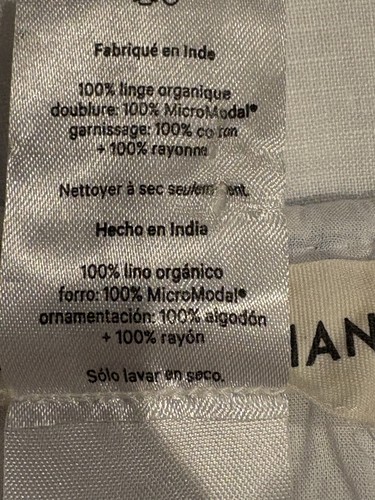 Fabriqué en Inde
100% linge organique
doublure: 100% MicroModal®
garnissage: 100% coton
+ 100% rayonne
Nettoyer à sec seulement.
Hecho en India
100% lino orgánico
forro: 100% MicroModal®
ornamentación: 100% algodón
+ 100% rayón
Sólo lavar en seco.
IAN